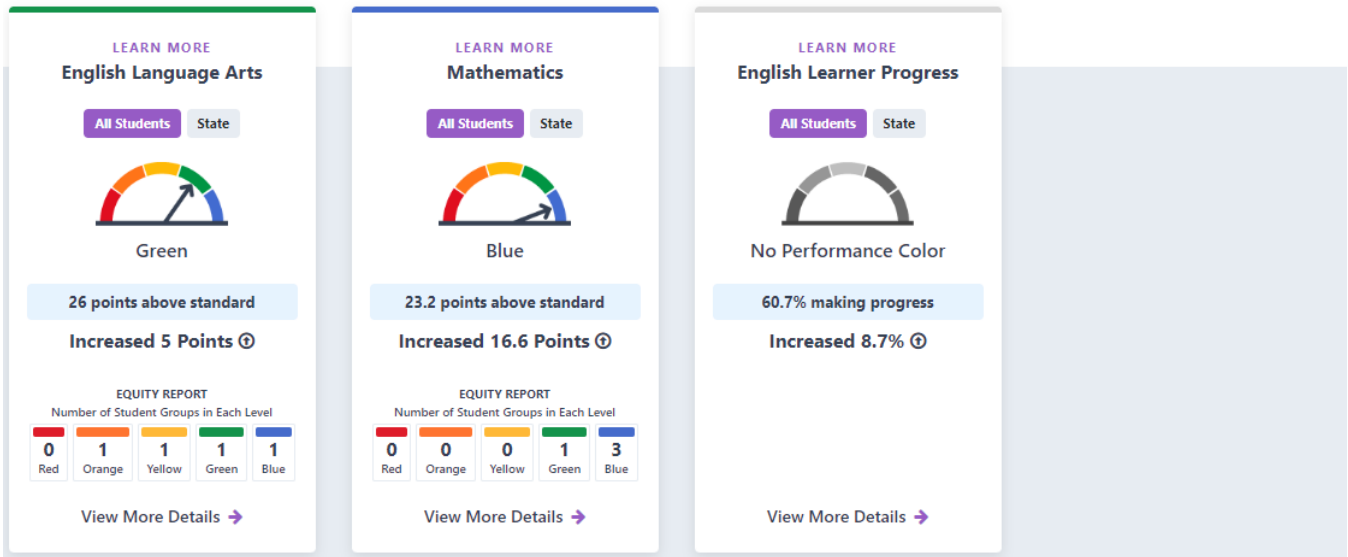 LEARN MORE
English Language Arts
All Students State
Green
26 points above standard
Increased 5 Points
EQUITY REPORT
Number of Student Groups in Each Level
0 1 1 1 1
Red Orange Yellow Green Blue
View More Details
LEARN MORE
Mathematics
All Students State
Blue
23.2 points above standard
Increased 16.6 Points
EQUITY REPORT
Number of Student Groups in Each Level
0 0 0 1 3
Red Orange Yellow Green Blue
View More Details
LEARN MORE
English Learner Progress
All Students State
No Performance Color
60.7% making progress
Increased 8.7%
View More Details